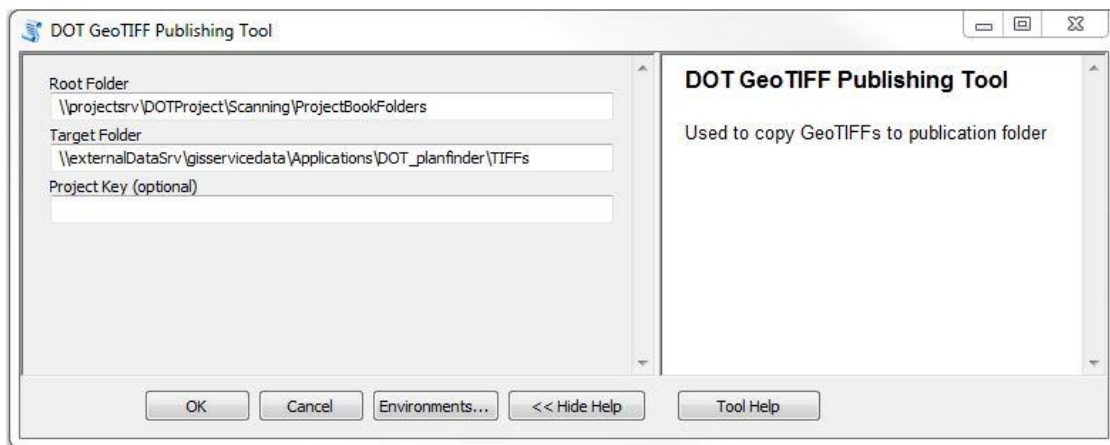 DOT GeoTIFF Publishing Tool
Root Folder
\\projectsrv\DOTProject\Scanning\ProjectBookFolders
Target Folder
\\externalDataSrv\gisservicedata\Applications\DOT_planfinder\TIFFs
Project Key (optional)
DOT GeoTIFF Publishing Tool
Used to copy GeoTIFFs to publication folder
OK
Cancel
Environments...
<< Hide Help
Tool Help